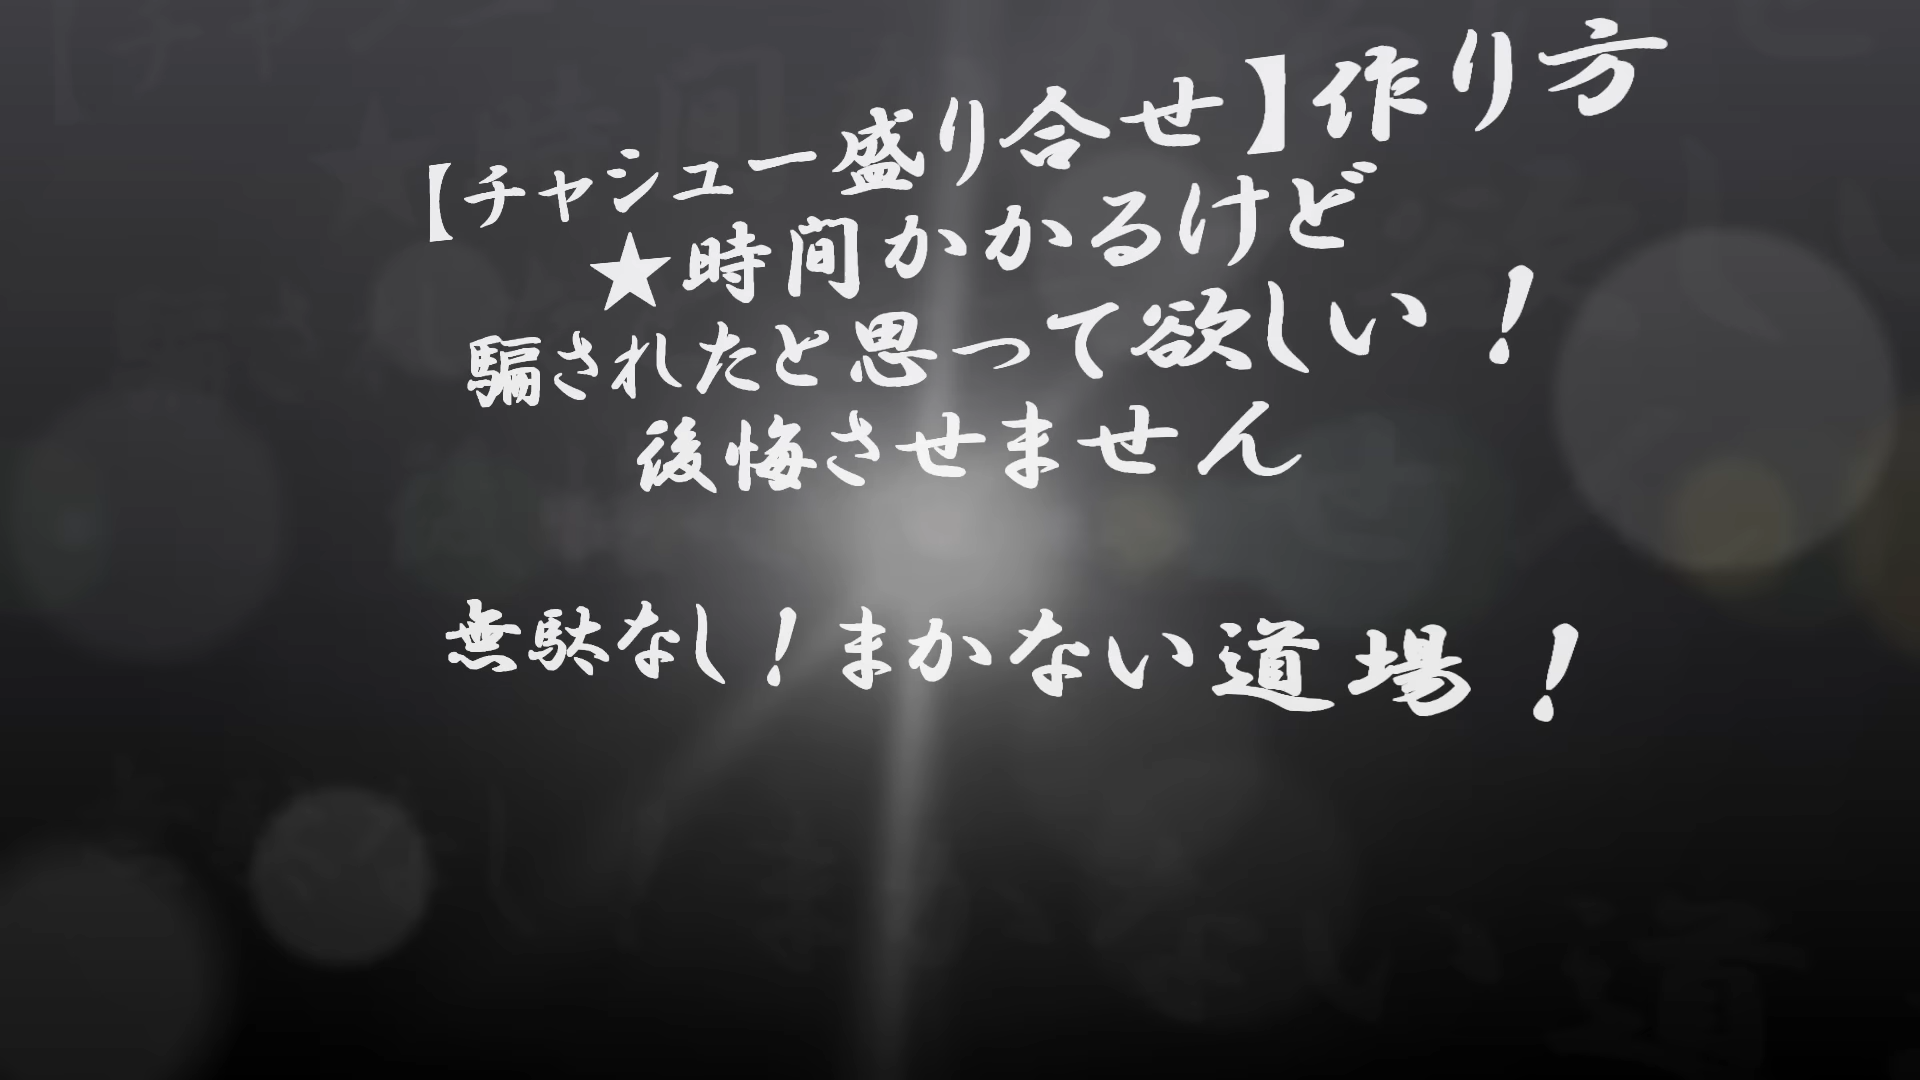 【チャシュー盛り合せ】作り方
★時間かかるけど
騙されたと思って欲しい！
後悔させません
無駄なし！まかない道場！